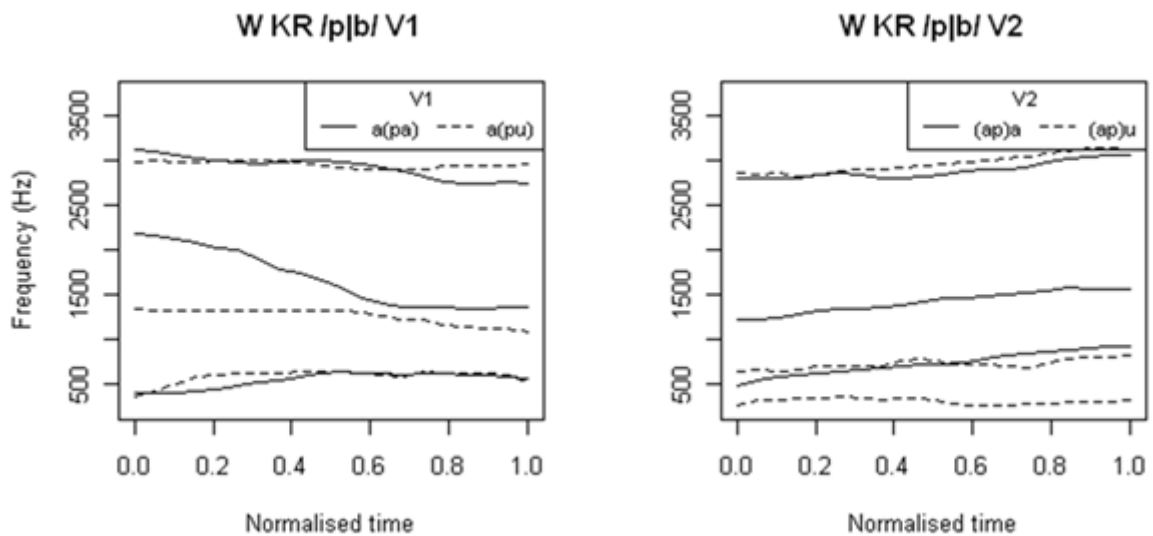 W KR /p|b/ V1
Frequency (Hz)
3500
2500
1500
500
V1
a(pa) a(pu)
0.0 0.2 0.4 0.6 0.8 1.0
Normalised time
W KR /p|b/ V2
3500
2500
1500
500
V2
(ap)a (ap)u
0.0 0.2 0.4 0.6 0.8 1.0
Normalised time